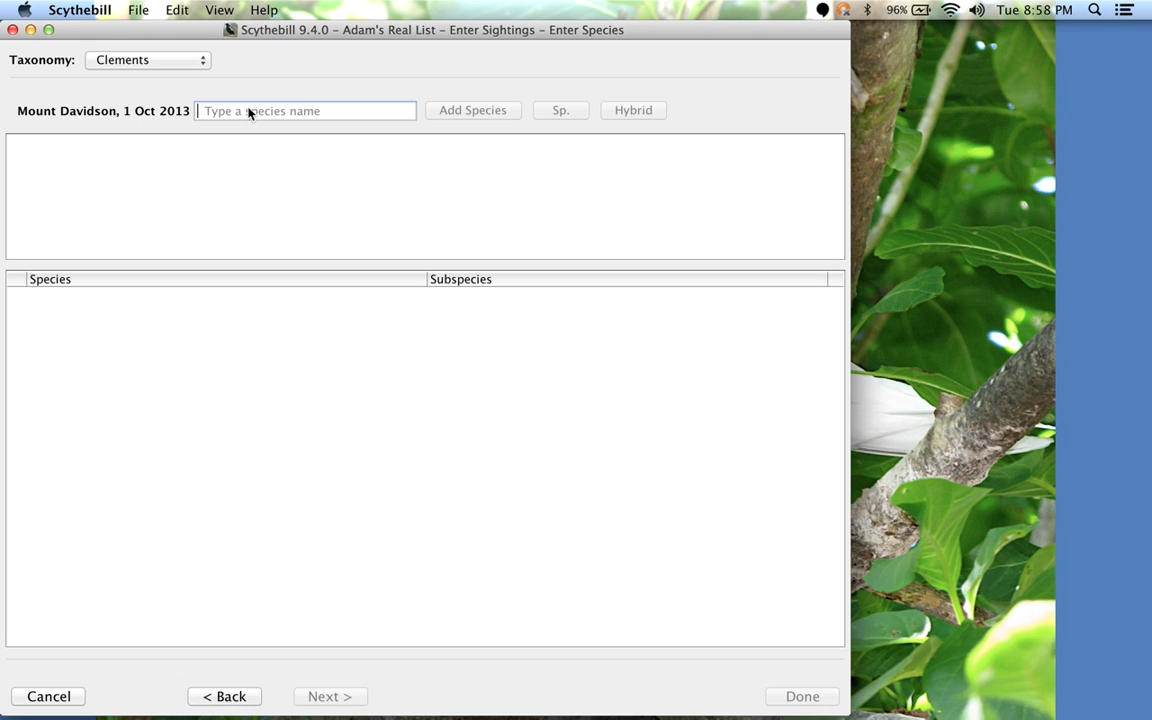 Scythebill File Edit View Help 96% Tue 8:58 PM
Scythebill 9.4.0 – Adam's Real List – Enter Sightings – Enter Species
Taxonomy: Clements
Mount Davidson, 1 Oct 2013 Type a species name Add Species Sp. Hybrid
Species Subspecies
Cancel < Back Next > Done